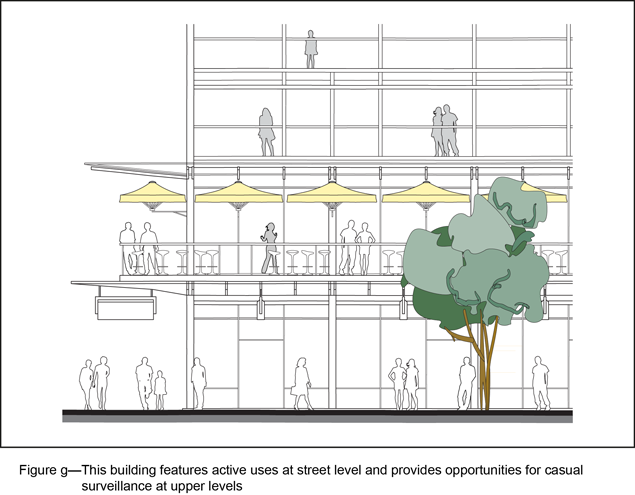 Figure g—This building features active uses at street level and provides opportunities for casual
surveillance at upper levels